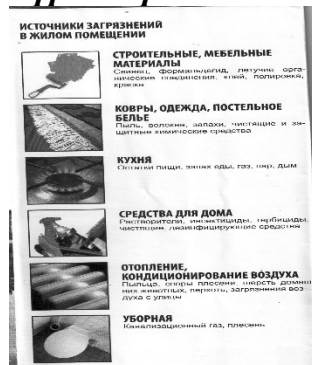 ИСТОЧНИКИ ЗАГРЯЗНЕНИЙ
В ЖИЛОМ ПОМЕЩЕНИИ
СТРОИТЕЛЬНЫЕ, МЕБЕЛЬНЫЕ
МАТЕРИАЛЫ
Свинец, формальдегид, летучие орга-
нические соединения, клей, полировка,
краски
КОВРЫ, ОДЕЖДА, ПОСТЕЛЬНОЕ
БЕЛЬЕ
Пыль, волокна, запахи, чистящие и за-
щитные химические средства
КУХНЯ
Остатки пищи, запах еды, газ, пар, дым
СРЕДСТВА ДЛЯ ДОМА
Растворители, инсектициды, гербициды,
чистящие, дезинфицирующие средства
ОТОПЛЕНИЕ,
КОНДИЦИОНИРОВАНИЕ ВОЗДУХА
Пыльца, споры плесени, шерсть домаш
них животных, перхоть, загрязнения воз-
духа с улицы
УБОРНАЯ
Канализационный газ, плесень